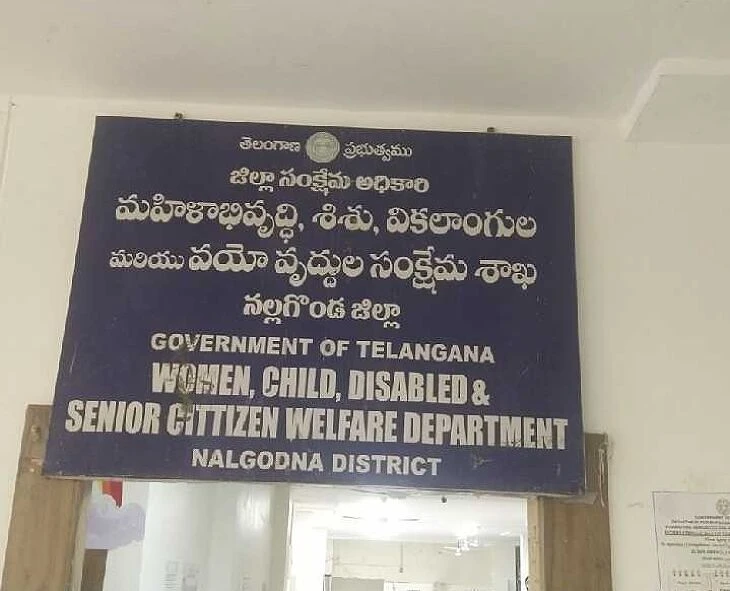 తెలంగాణ ప్రభుత్వము
జిల్లా సంక్షేమ అధికారి
మహిళాభివృద్ధి, శిశు, వికలాంగుల
మరియు వయో వృద్దుల సంక్షేమ శాఖ
నల్లగొండ జిల్లా
GOVERNMENT OF TELANGANA
WOMEN, CHILD, DISABLED &
SENIOR CITTIZEN WELFARE DEPARTMENT
NALGODNA DISTRICT